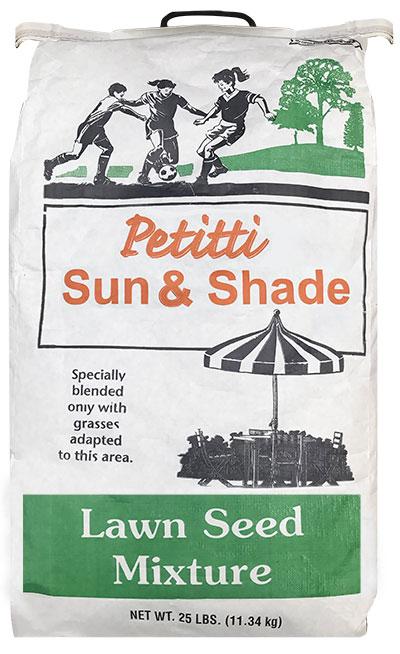 Petitti
Sun & Shade
Specially
blended
only with
grasses
adapted
to this area.
Lawn Seed
Mixture
NET WT. 25 LBS. (11.34 kg)